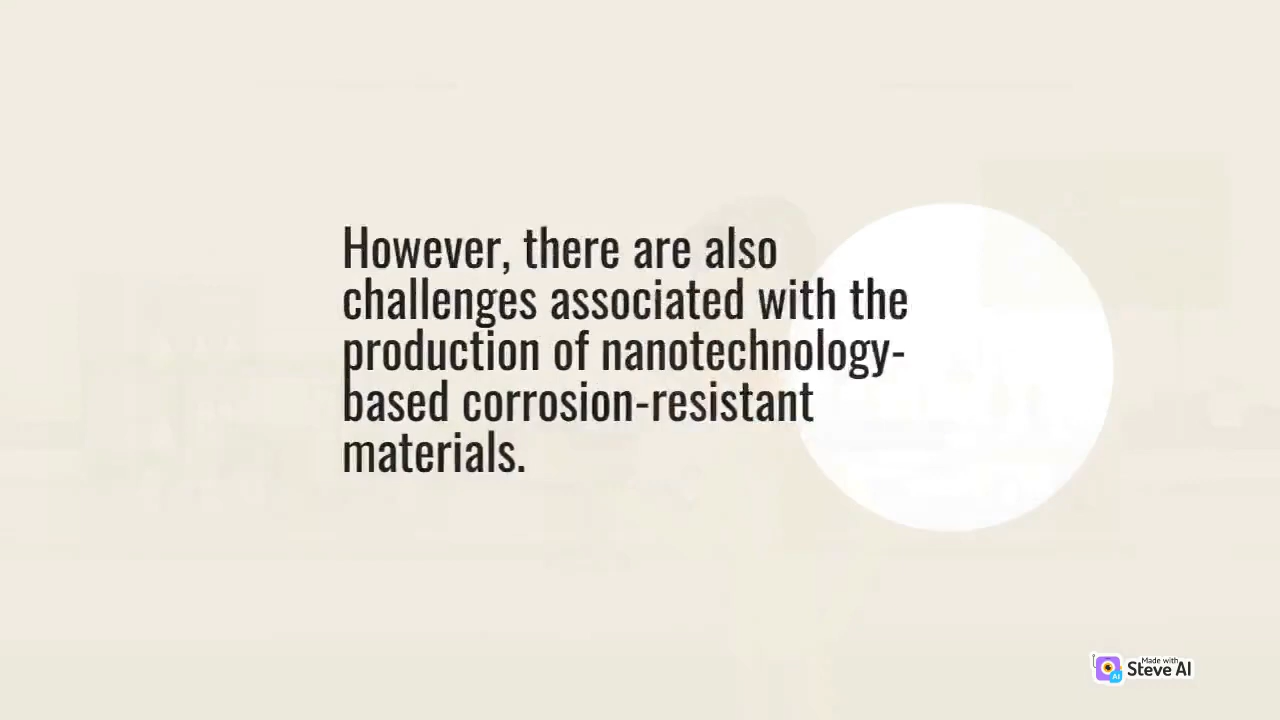 However, there are also
challenges associated with the
production of nanotechnology-
based corrosion-resistant
materials.
Made with
Steve AI
AI